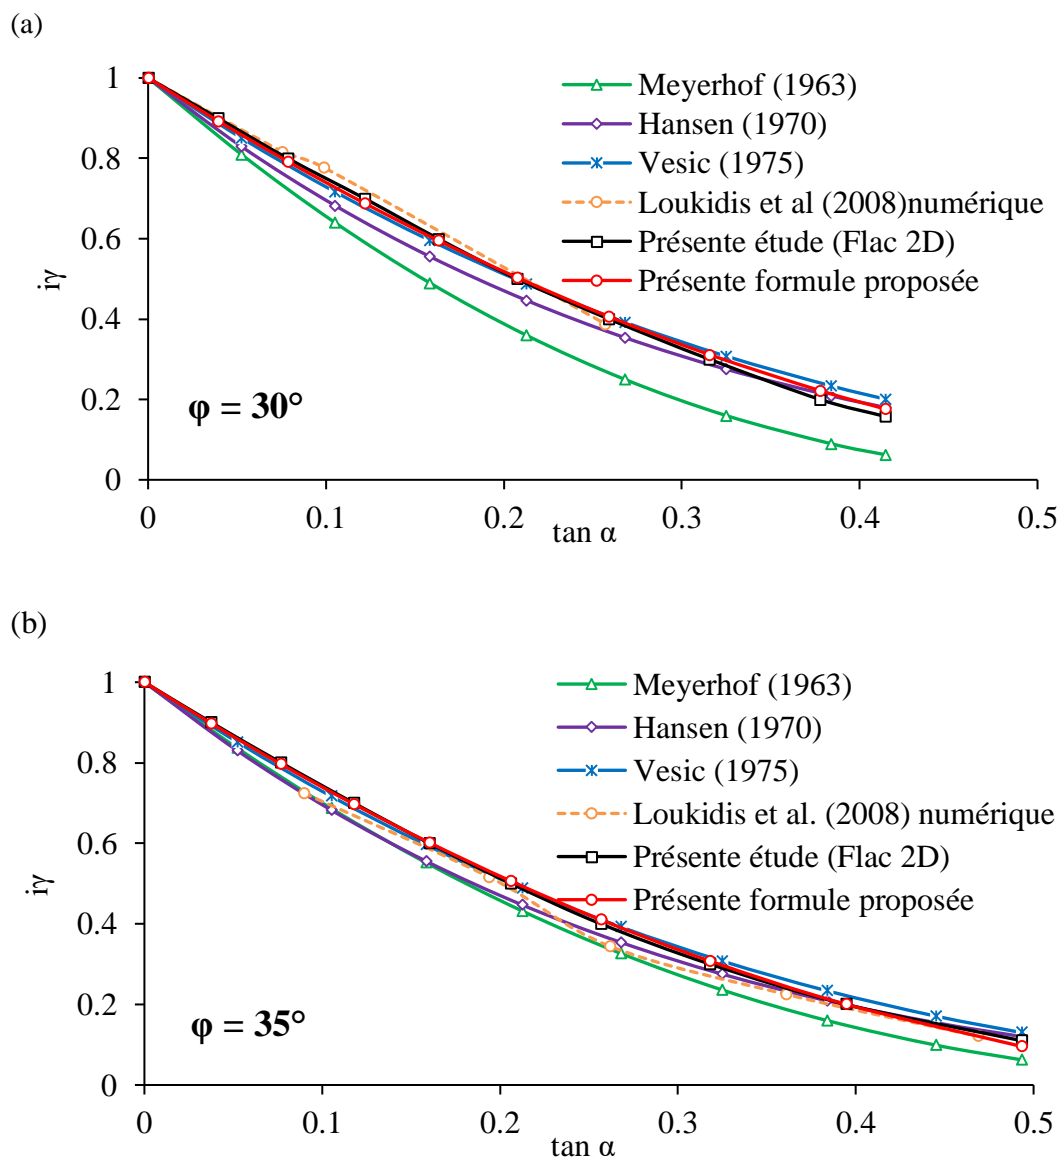 (a)
1
0.8
0.6
0.4
0.2
0
iγ
0 0.1 0.2 0.3 0.4 0.5
tan α
Meyerhof (1963)
Hansen (1970)
Vesic (1975)
Loukidis et al (2008)numérique
Présente étude (Flac 2D)
Présente formule proposée
φ = 30°
(b)
1
0.8
0.6
0.4
0.2
0
iγ
0 0.1 0.2 0.3 0.4 0.5
tan α
Meyerhof (1963)
Hansen (1970)
Vesic (1975)
Loukidis et al. (2008) numérique
Présente étude (Flac 2D)
Présente formule proposée
φ = 35°